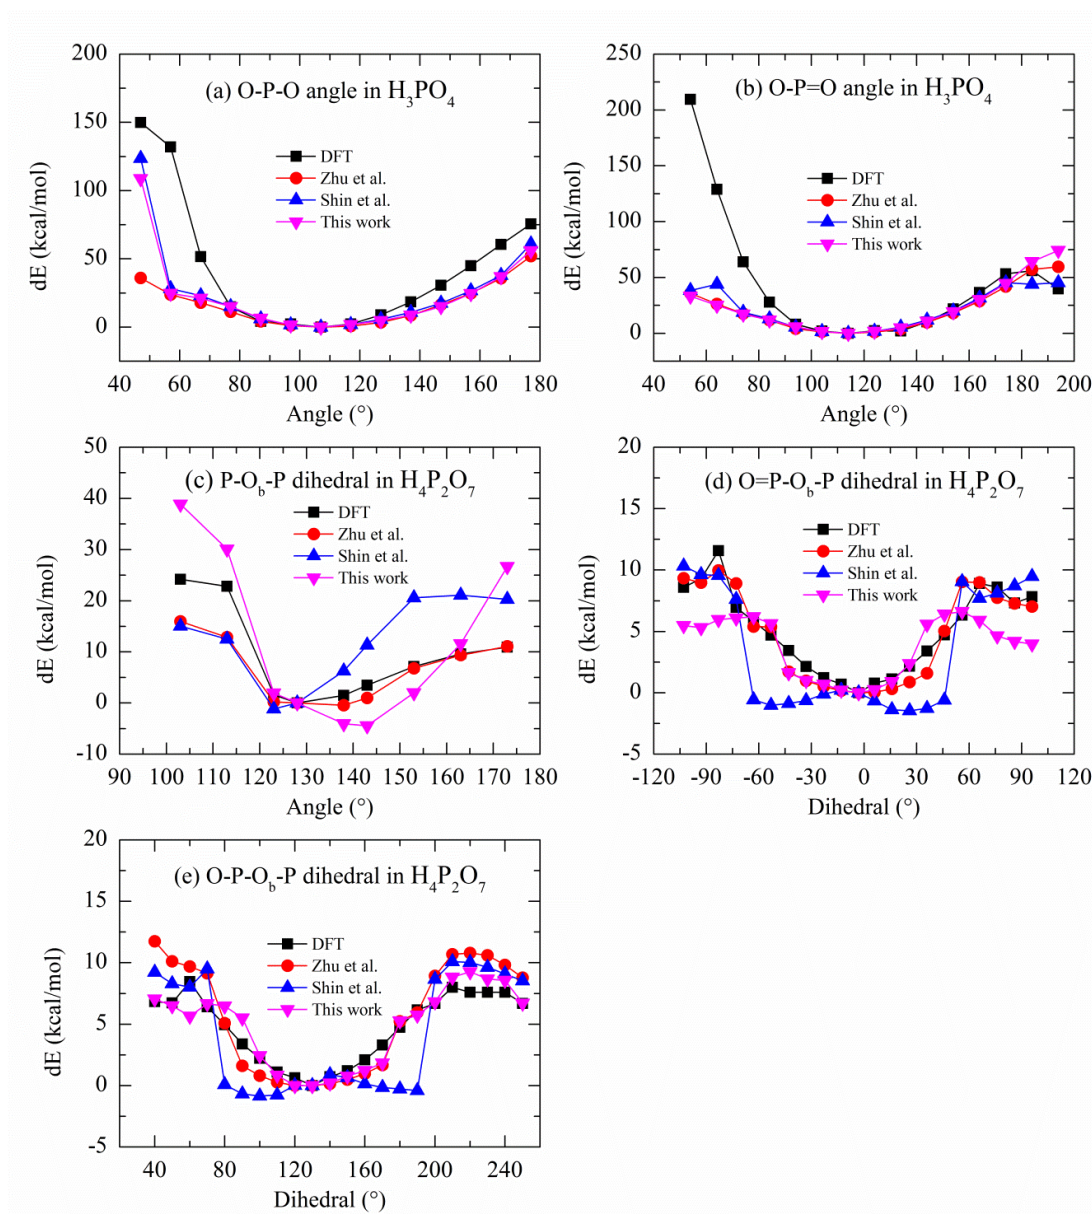 (a) O-P-O angle in H₃PO₄
DFT
Zhu et al.
Shin et al.
This work
200
150
100
50
0
dE (kcal/mol)
40 60 80 100 120 140 160 180
Angle (°)
(b) O-P=O angle in H₃PO₄
DFT
Zhu et al.
Shin et al.
This work
250
200
150
100
50
0
dE (kcal/mol)
40 60 80 100 120 140 160 180 200
Angle (°)
(c) P-O_b-P dihedral in H₄P₂O₇
DFT
Zhu et al.
Shin et al.
This work
50
40
30
20
10
0
-10
dE (kcal/mol)
90 100 110 120 130 140 150 160 170 180
Angle (°)
(d) O=P-O_b-P dihedral in H₄P₂O₇
DFT
Zhu et al.
Shin et al.
This work
20
15
10
5
0
-5
dE (kcal/mol)
-120 -90 -60 -30 0 30 60 90 120
Dihedral (°)
(e) O-P-O_b-P dihedral in H₄P₂O₇
DFT
Zhu et al.
Shin et al.
This work
20
15
10
5
0
-5
dE (kcal/mol)
40 80 120 160 200 240
Dihedral (°)